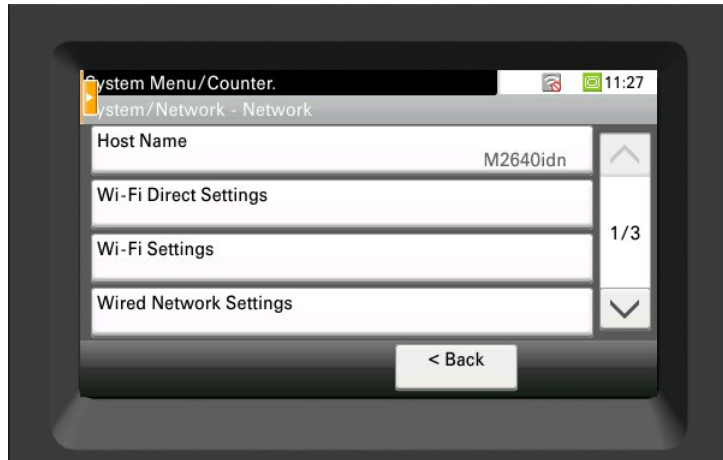 System Menu/Counter.
11:27
System/Network - Network
Host Name
M2640idn
Wi-Fi Direct Settings
Wi-Fi Settings
1/3
Wired Network Settings
< Back